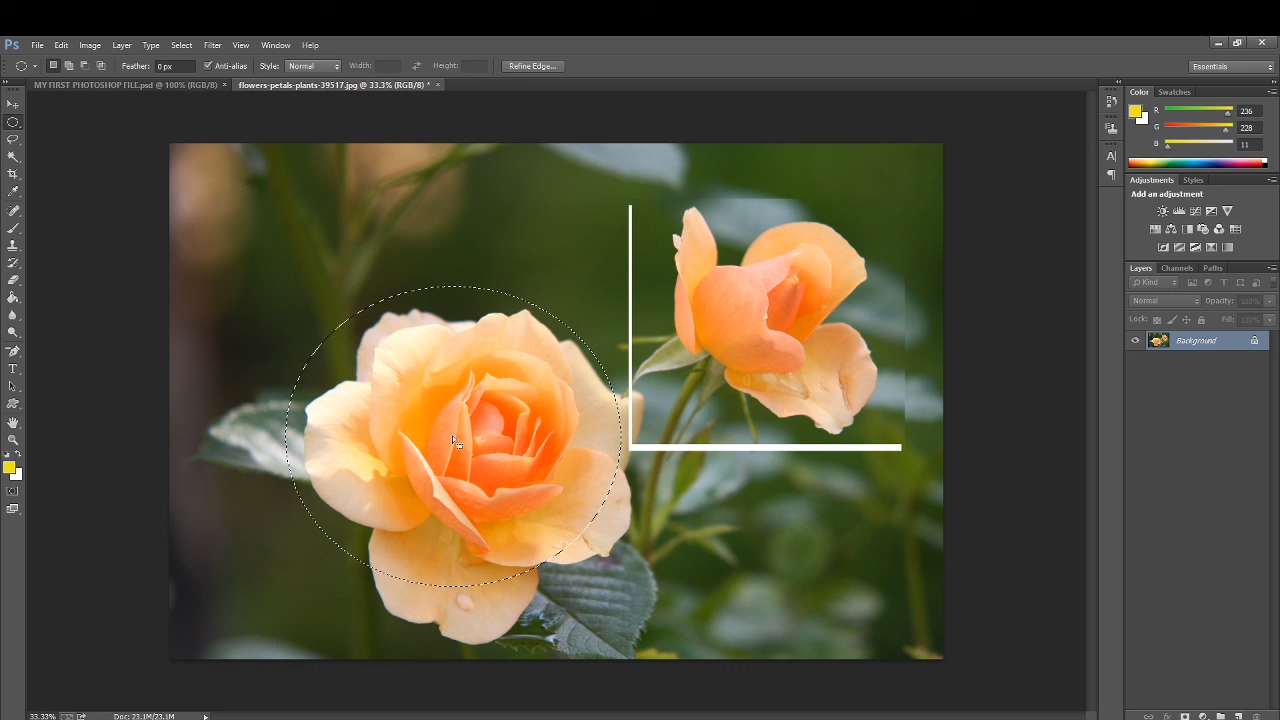 Ps File Edit Image Layer Type Select Filter View Window Help
Feather: 0 px Anti-alias Style: Normal Width: Height: Refine Edge... Essentials
MY FIRST PHOTOSHOP FILE.psd @ 100% (RGB/8) × flowers-petals-plants-39517.jpg @ 33.3% (RGB/8) * ×
Color Swatches
R 236
G 228
B 11
Adjustments Styles
Add an adjustment
Layers Channels Paths
Kind
Normal Opacity: 100%
Lock: Fill: 100%
Background
33.33% Doc: 23.1M/23.1M